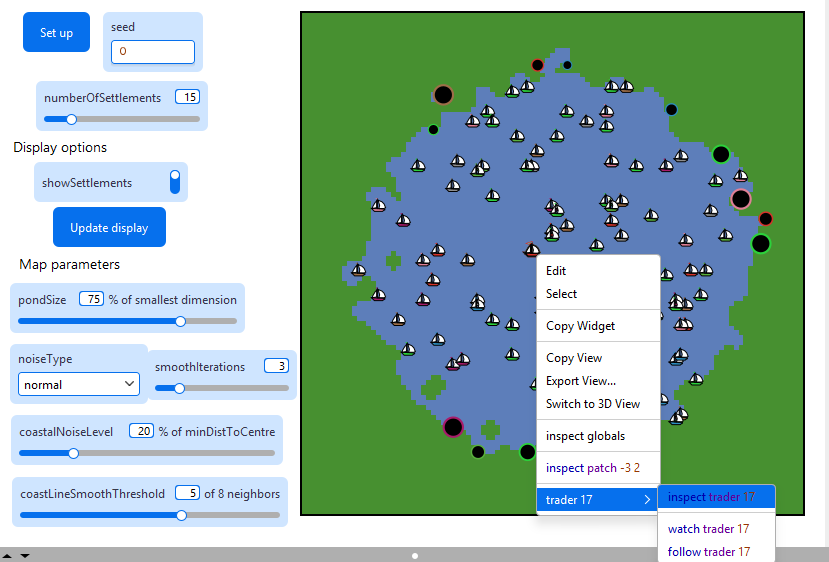 Set up
seed
0
numberOfSettlements 15
Display options
showSettlements
Update display
Map parameters
pondSize 75 % of smallest dimension
noiseType
normal
smoothIterations 3
coastalNoiseLevel 20 % of minDistToCentre
coastLineSmoothThreshold 5 of 8 neighbors
Edit
Select
Copy Widget
Copy View
Export View...
Switch to 3D View
inspect globals
inspect patch -3 2
trader 17
inspect trader 17
watch trader 17
follow trader 17